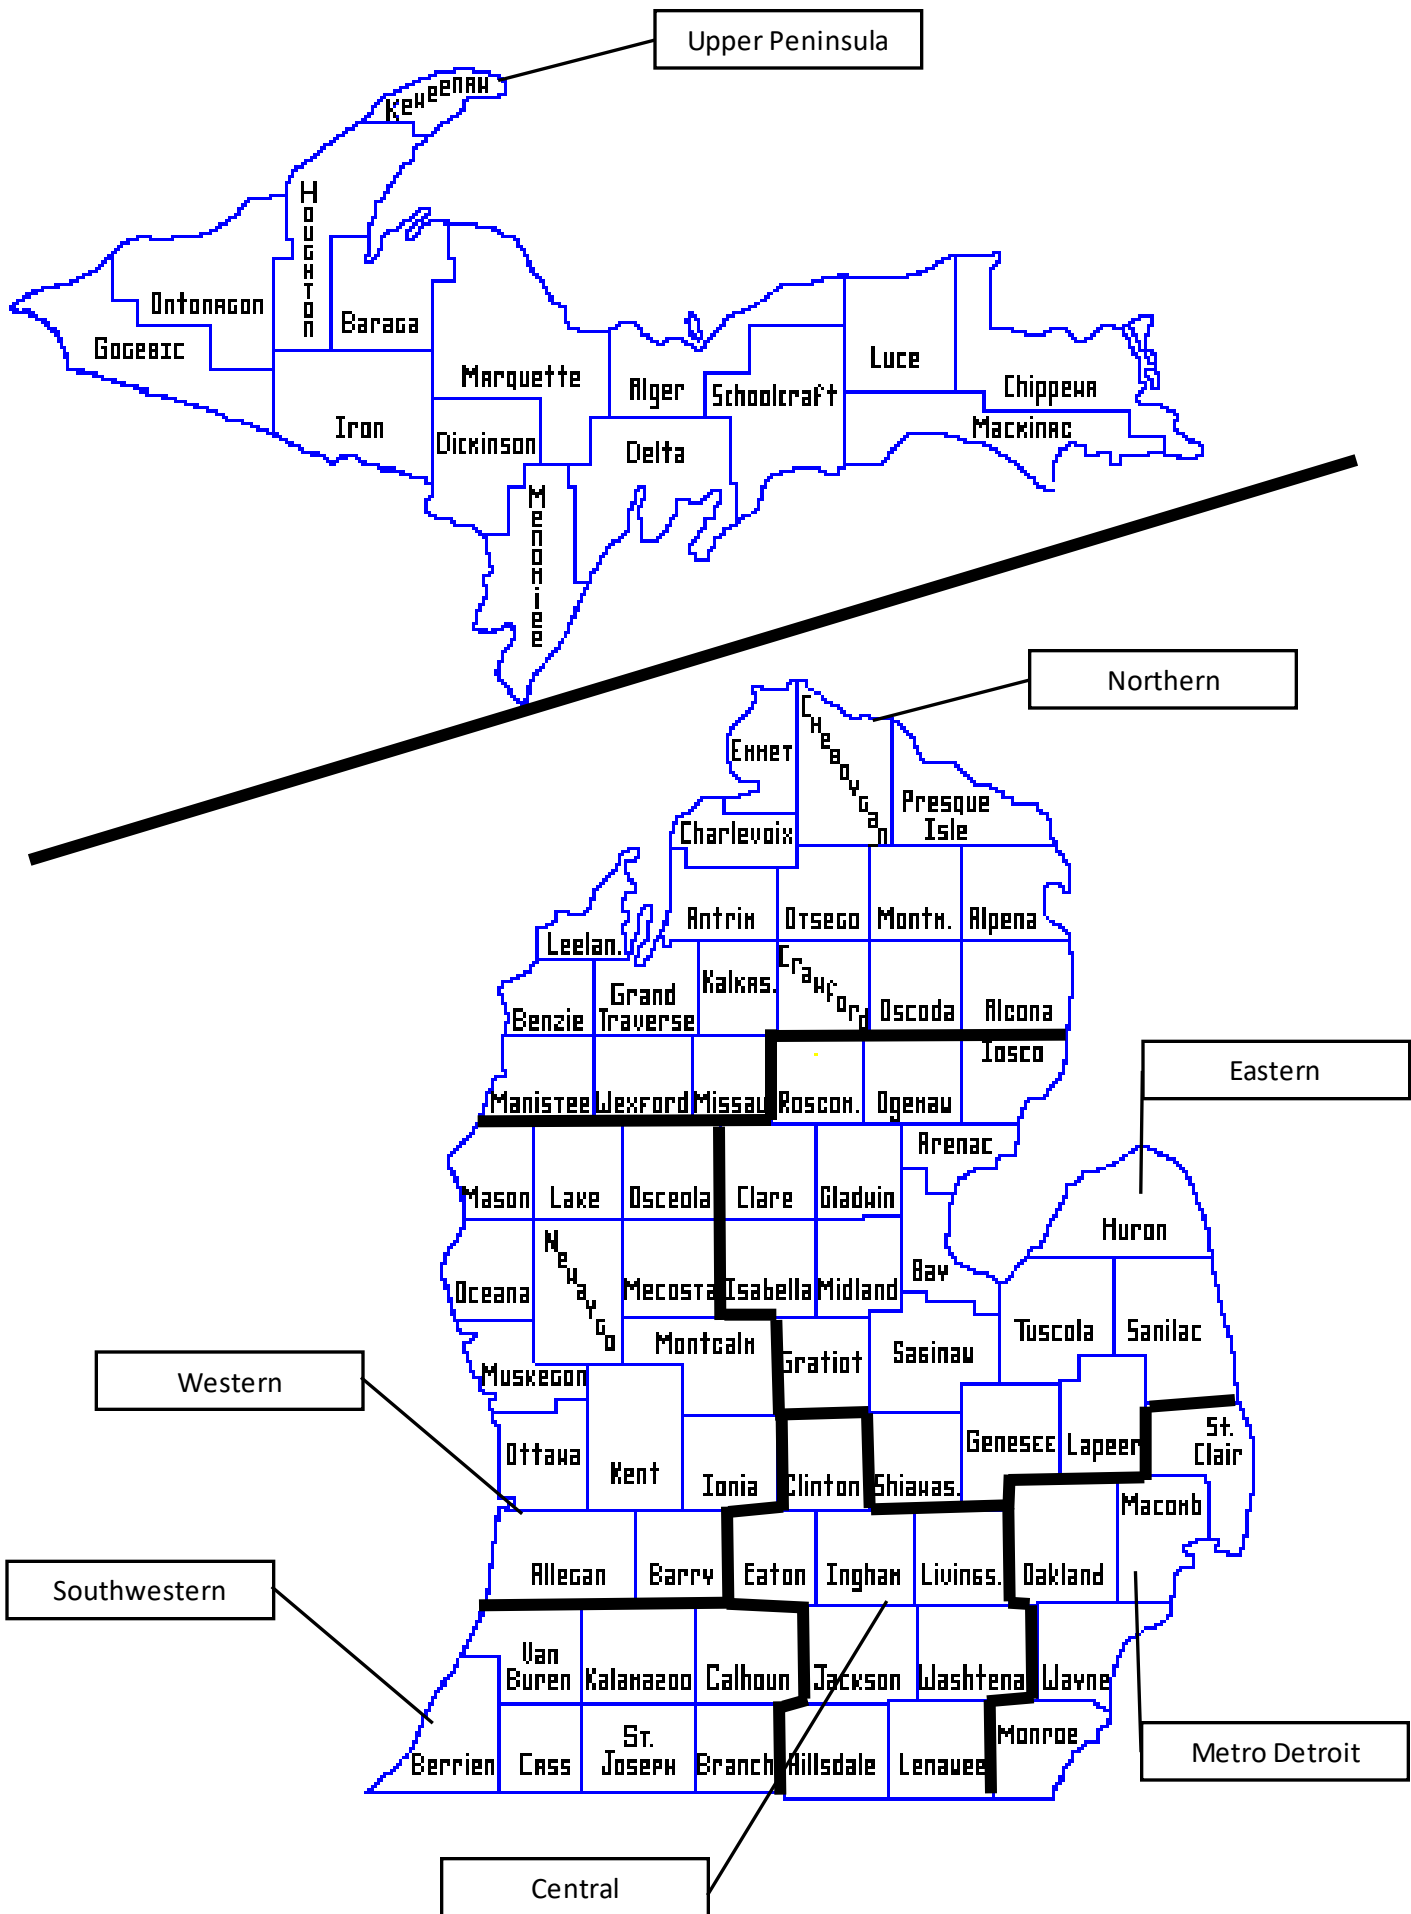 Upper Peninsula
Keweenaw
Houghton
Ontonagon
Baraga
Gogebic
Marquette
Iron
Dickinson
Alger
Schoolcraft
Luce
Chippewa
Mackinac
Delta
Menomiee
Northern
Emmet
Cheboygan
Presque
Isle
Charlevoix
Antrim
Otsego
Montm.
Alpena
Leelan.
Benzie
Grand
Traverse
Kalkas.
Crawford
Oscoda
Alcona
Manistee
Wexford
Missau
Roscom.
Ogemaw
Iosco
Eastern
Arenac
Mason
Lake
Osceola
Clare
Gladwin
Huron
Oceana
Newaygo
Mecosta
Isabella
Midland
Bay
Tuscola
Sanilac
Montcalm
Gratiot
Saginaw
Western
Muskegon
Ottawa
Kent
Ionia
Clinton
Shiawas.
Genesee
Lapeer
St.
Clair
Macomb
Southwestern
Allegan
Barry
Eaton
Ingham
Livings.
Oakland
Van
Buren
Kalamazoo
Calhoun
Jackson
Washtena
Wayne
Berrien
Cass
St.
Joseph
Branch
Hillsdale
Lenawee
Monroe
Metro Detroit
Central